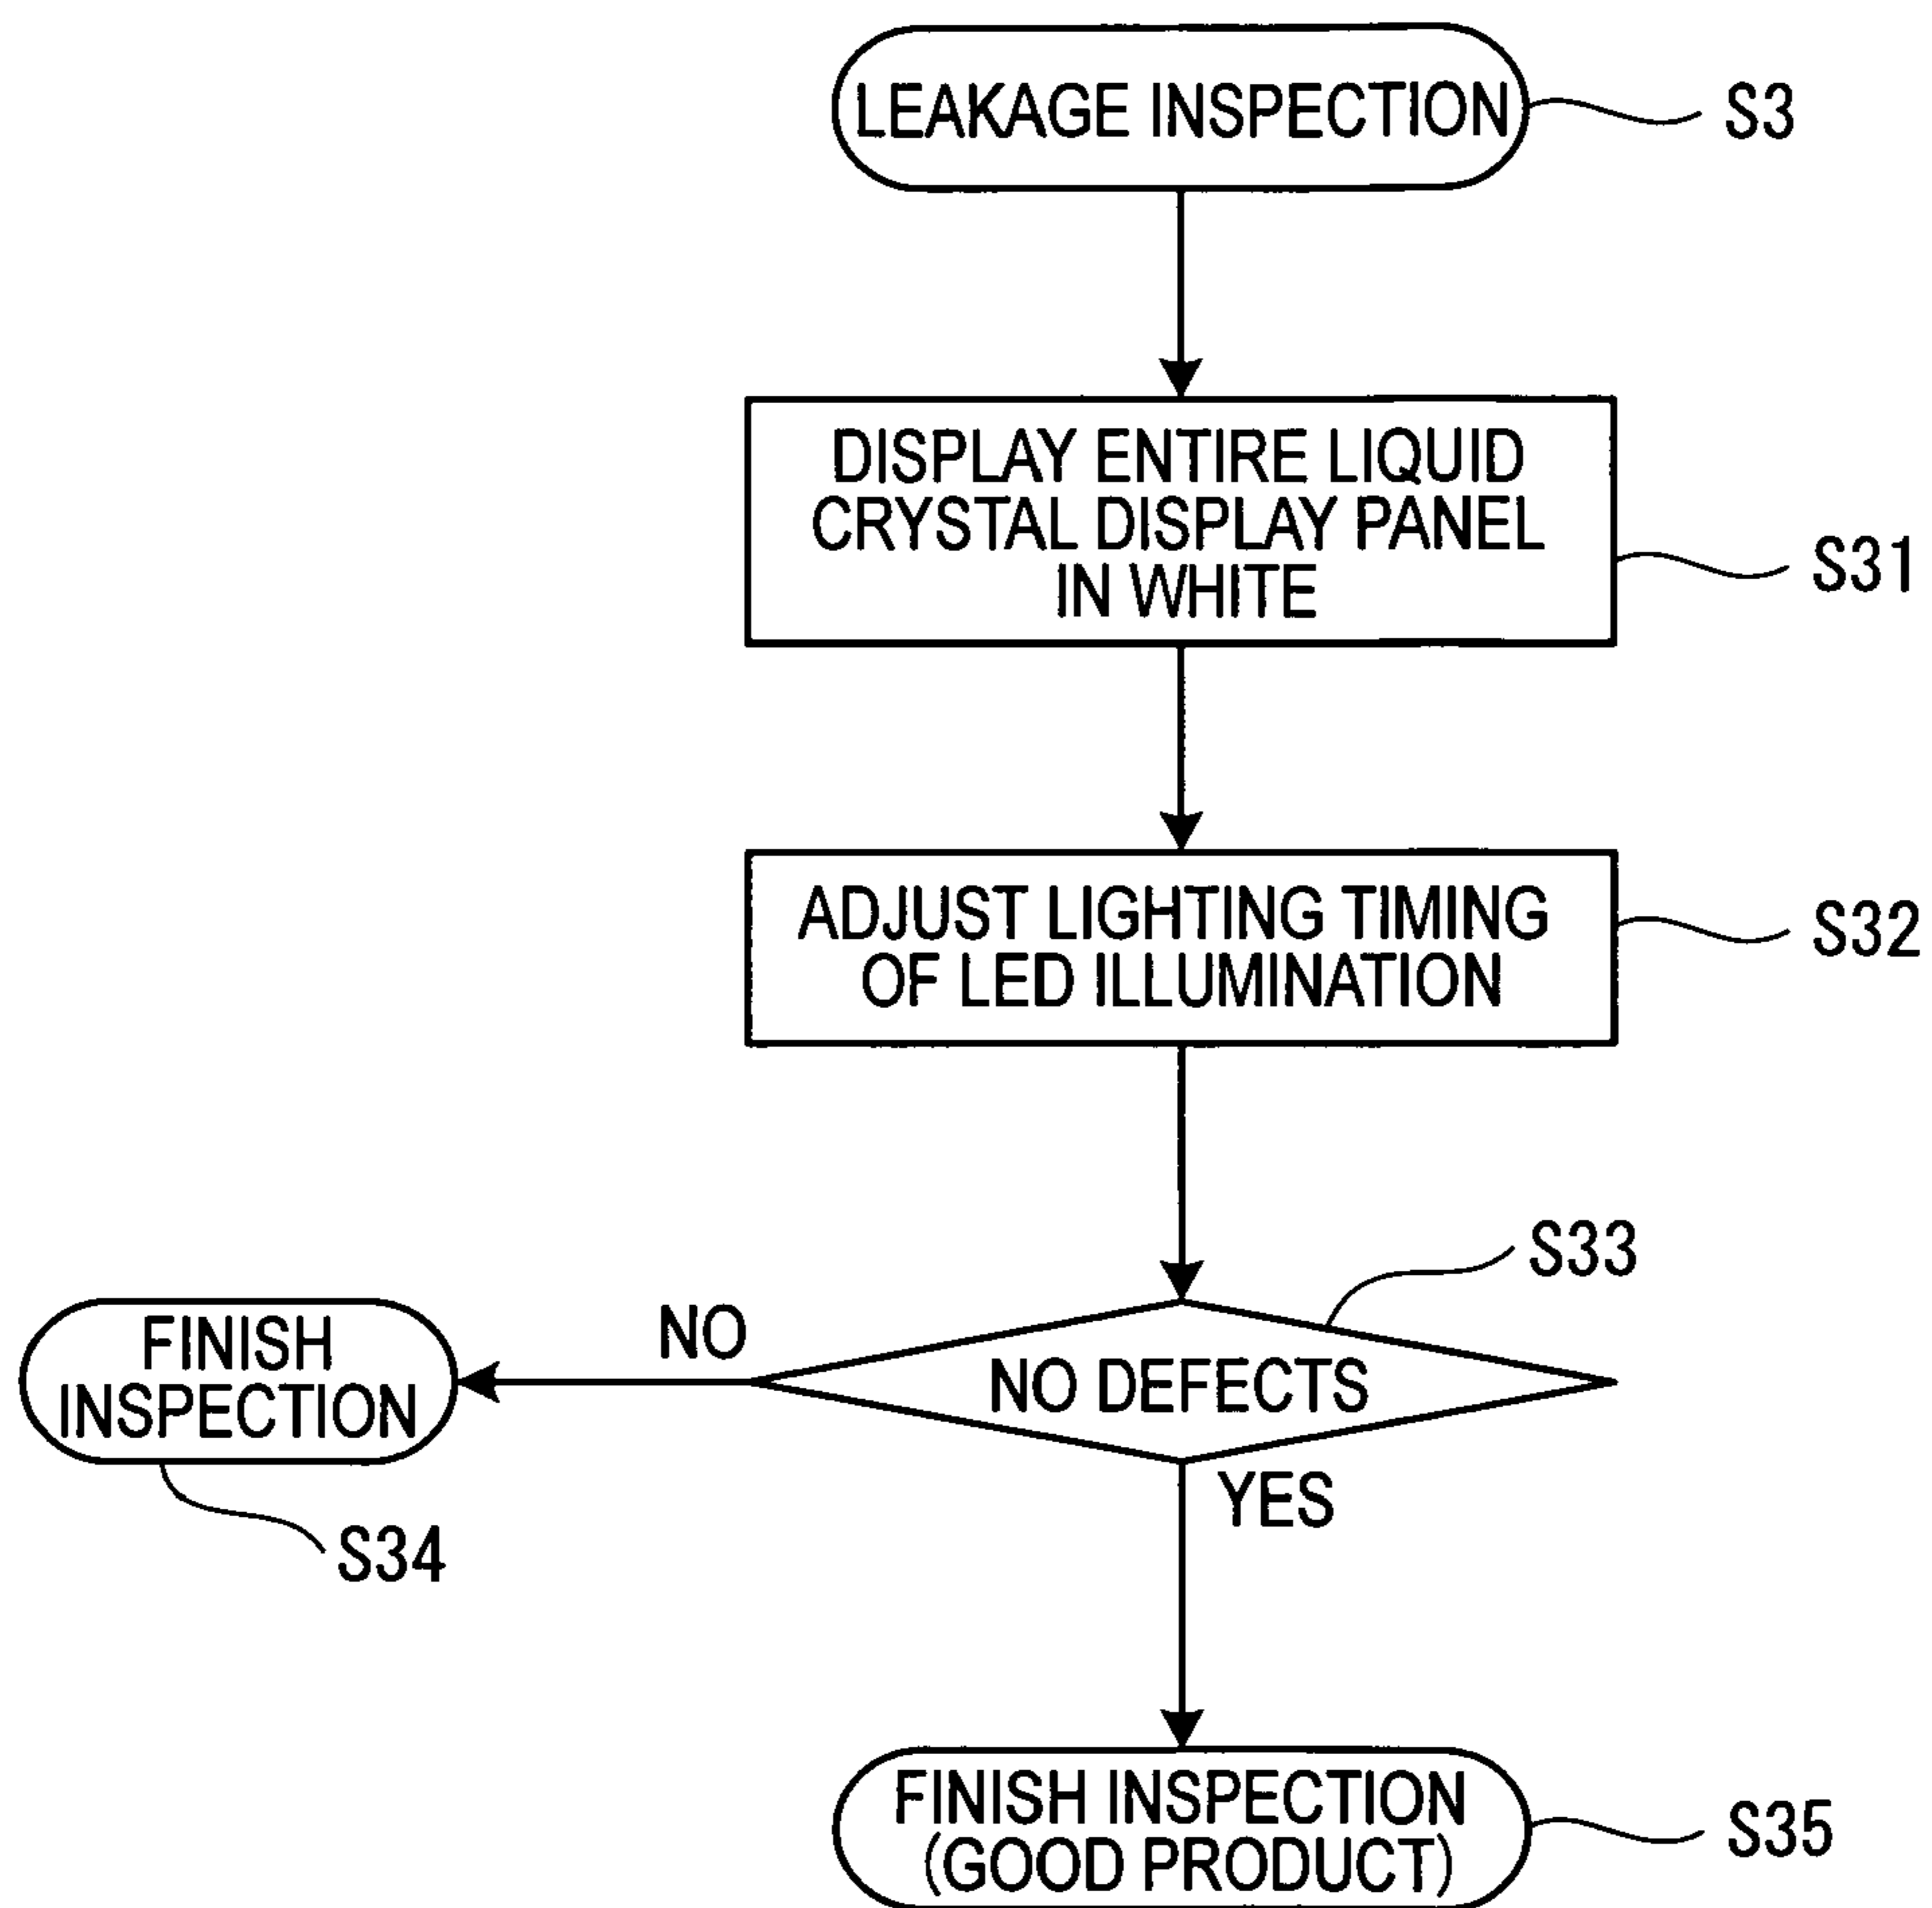 LEAKAGE INSPECTION
S3
DISPLAY ENTIRE LIQUID
CRYSTAL DISPLAY PANEL
IN WHITE
S31
ADJUST LIGHTING TIMING
OF LED ILLUMINATION
S32
S33
NO DEFECTS
NO
FINISH
INSPECTION
S34
YES
FINISH INSPECTION
(GOOD PRODUCT)
S35